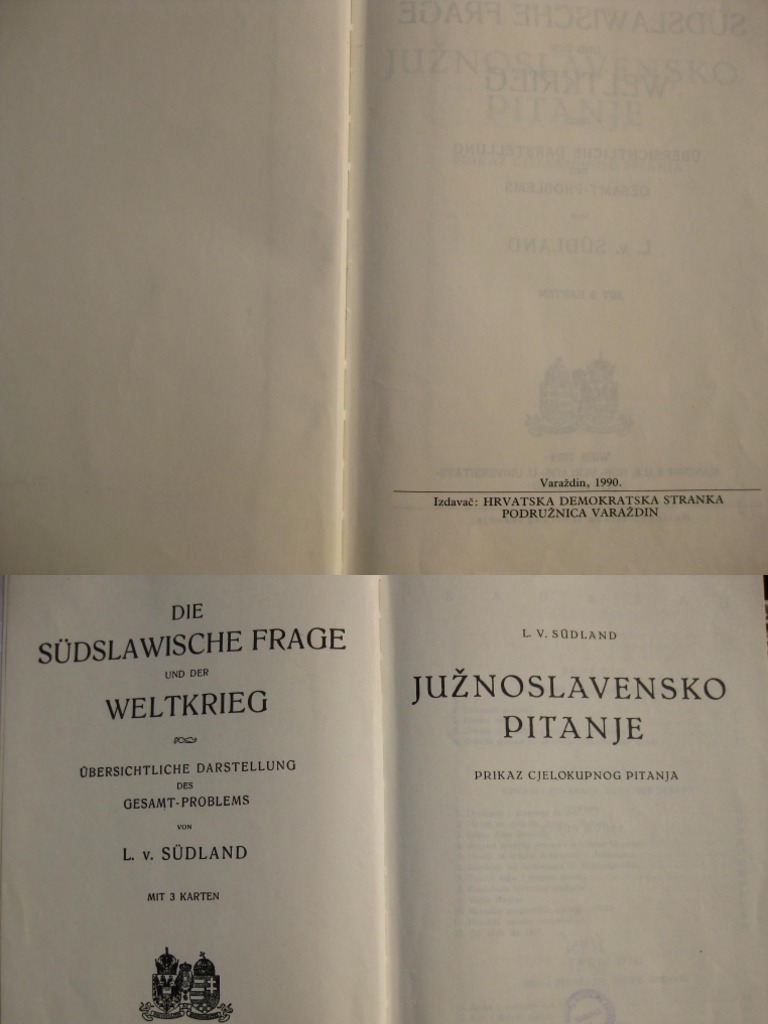 Varaždin, 1990.
Izdavač: HRVATSKA DEMOKRATSKA STRANKA
PODRUŽNICA VARAŽDIN
DIE
SÜDSLAWISCHE FRAGE
UND DER
WELTKRIEG
ÜBERSICHTLICHE DARSTELLUNG
DES
GESAMT-PROBLEMS
VON
L. v. SÜDLAND
MIT 3 KARTEN
L. V. SÜDLAND
JUŽNOSLAVENSKO
PITANJE
PRIKAZ CJELOKUPNOG PITANJA